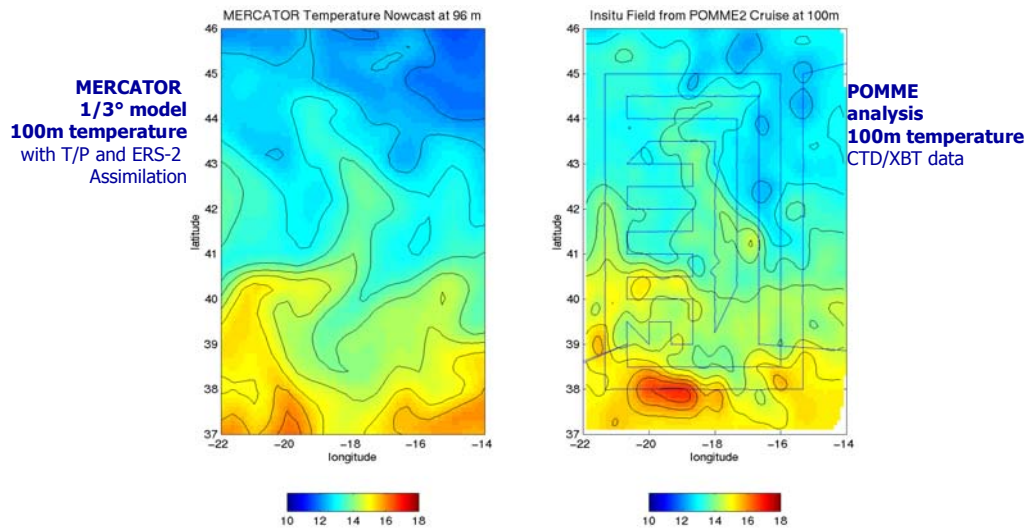 MERCATOR Temperature Nowcast at 96 m
MERCATOR
1/3° model
100m temperature
with T/P and ERS-2
Assimilation
46
45
44
43
42
41
40
39
38
37
latitude
-22
-20
-18
-16
-14
longitude
10
12
14
16
18
Insitu Field from POMME2 Cruise at 100m
46
45
44
43
42
41
40
39
38
37
latitude
-22
-20
-18
-16
-14
longitude
10
12
14
16
18
POMME
analysis
100m temperature
CTD/XBT data